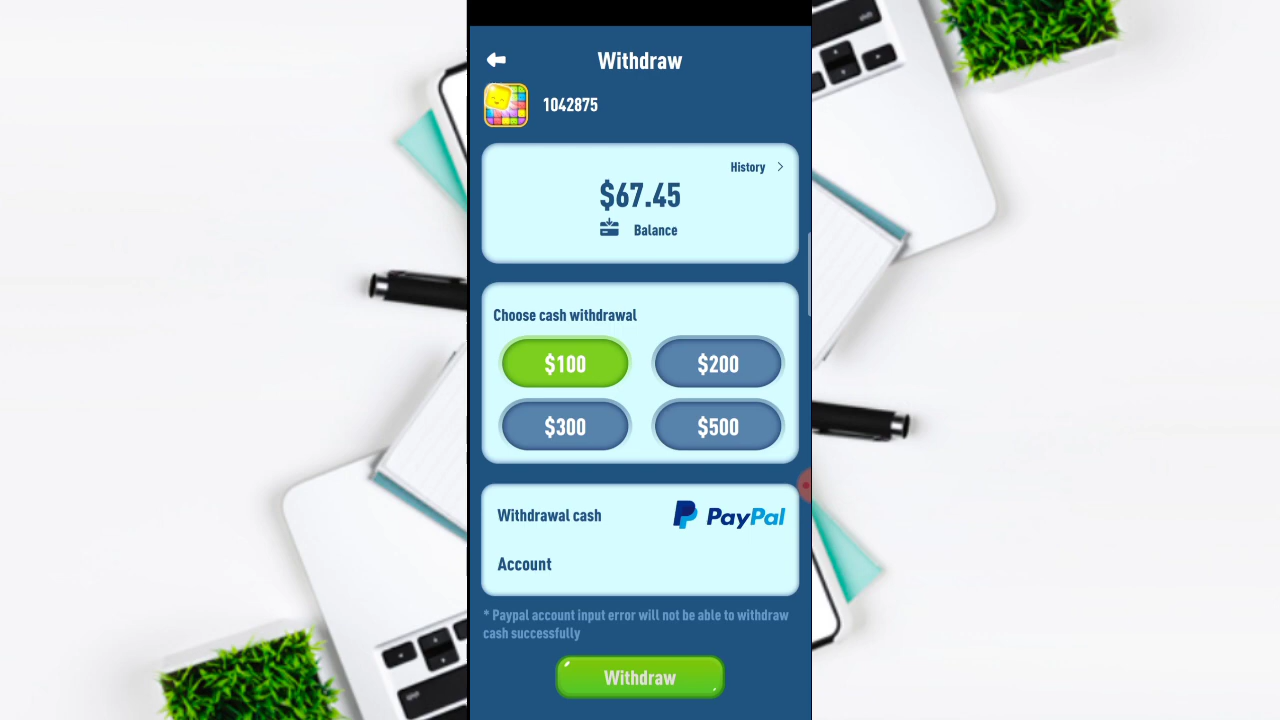 Withdraw
1042875
History >
$67.45
Balance
Choose cash withdrawal
$100 $200
$300 $500
Withdrawal cash PayPal
Account
* Paypal account input error will not be able to withdraw
cash successfully
Withdraw